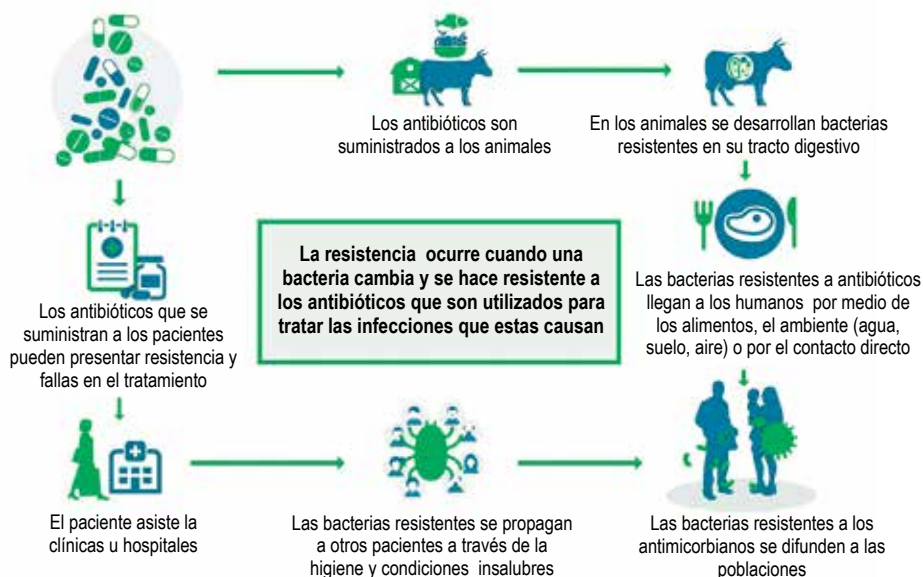 Los antibióticos son
suministrados a los animales
En los animales se desarrollan bacterias
resistentes en su tracto digestivo
La resistencia ocurre cuando una
bacteria cambia y se hace resistente a
los antibióticos que son utilizados para
tratar las infecciones que estas causan
Las bacterias resistentes a antibióticos
llegan a los humanos por medio de
los alimentos, el ambiente (agua,
suelo, aire) o por el contacto directo
Los antibióticos que se
suministran a los pacientes
pueden presentar resistencia y
fallas en el tratamiento
El paciente asiste la
clínicas u hospitales
Las bacterias resistentes se propagan
a otros pacientes a través de la
higiene y condiciones insalubres
Las bacterias resistentes a los
antimicorbianos se difunden a las
poblaciones